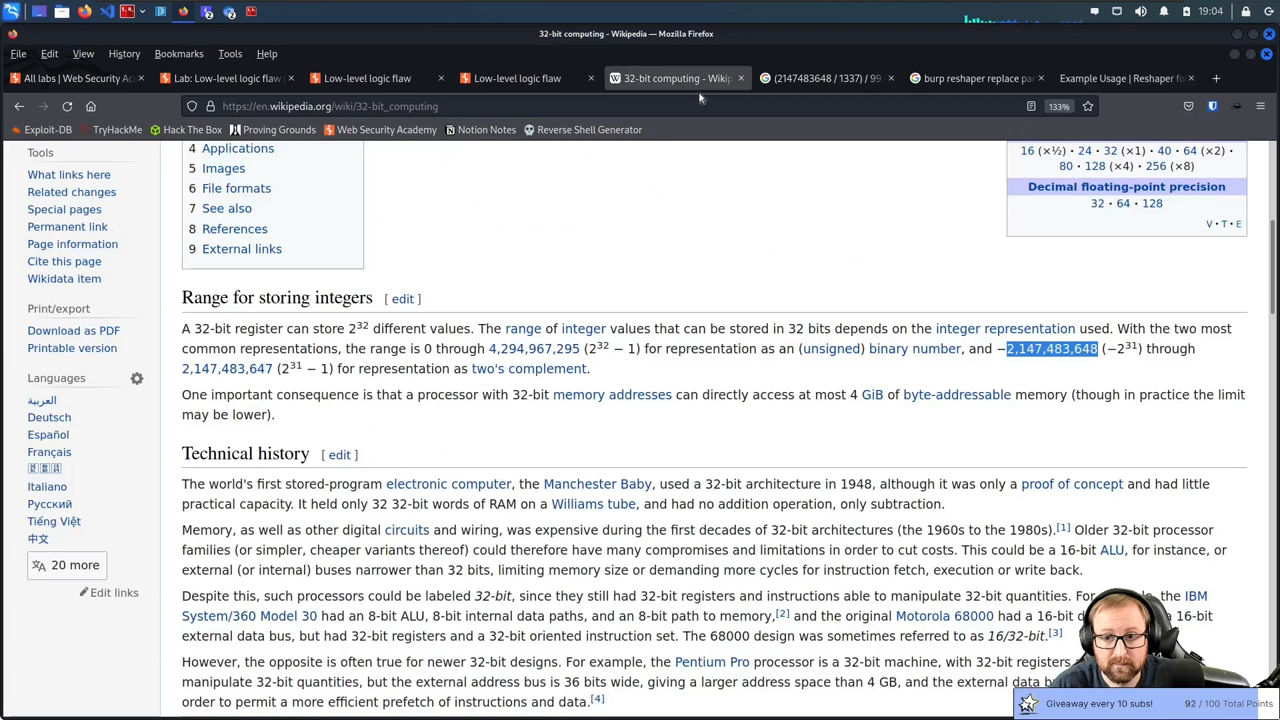 19:04
32-bit computing - Wikipedia — Mozilla Firefox
File Edit View History Bookmarks Tools Help
All labs | Web Security Ac
Lab: Low-level logic flaw
Low-level logic flaw
Low-level logic flaw
32-bit computing - Wikip
(2147483648 / 1337) / 99
burp reshaper replace par
Example Usage | Reshaper fo
https://en.wikipedia.org/wiki/32-bit_computing
133%
Exploit-DB TryHackMe Hack The Box Proving Grounds Web Security Academy Notion Notes Reverse Shell Generator
Tools
What links here
Related changes
Special pages
Permanent link
Page information
Cite this page
Wikidata item
Print/export
Download as PDF
Printable version
Languages
العربية
Deutsch
Español
Français
Italiano
Русский
Tiếng Việt
中文
20 more
Edit links
4 Applications
5 Images
6 File formats
7 See also
8 References
9 External links
16 (×½) • 24 • 32 (×1) • 40 • 64 (×2) •
80 • 128 (×4) • 256 (×8)
Decimal floating-point precision
32 • 64 • 128
V • T • E
Range for storing integers [ edit ]
A 32-bit register can store 2³² different values. The range of integer values that can be stored in 32 bits depends on the integer representation used. With the two most
common representations, the range is 0 through 4,294,967,295 (2³² − 1) for representation as an (unsigned) binary number, and −2,147,483,648 (−2³¹) through
2,147,483,647 (2³¹ − 1) for representation as two's complement.
One important consequence is that a processor with 32-bit memory addresses can directly access at most 4 GiB of byte-addressable memory (though in practice the limit
may be lower).
Technical history [ edit ]
The world's first stored-program electronic computer, the Manchester Baby, used a 32-bit architecture in 1948, although it was only a proof of concept and had little
practical capacity. It held only 32 32-bit words of RAM on a Williams tube, and had no addition operation, only subtraction.
Memory, as well as other digital circuits and wiring, was expensive during the first decades of 32-bit architectures (the 1960s to the 1980s).[1] Older 32-bit processor
families (or simpler, cheaper variants thereof) could therefore have many compromises and limitations in order to cut costs. This could be a 16-bit ALU, for instance, or
external (or internal) buses narrower than 32 bits, limiting memory size or demanding more cycles for instruction fetch, execution or write back.
Despite this, such processors could be labeled 32-bit, since they still had 32-bit registers and instructions able to manipulate 32-bit quantities. For the IBM
System/360 Model 30 had an 8-bit ALU, 8-bit internal data paths, and an 8-bit path to memory,[2] and the original Motorola 68000 had a 16-bit 16-bit
external data bus, but had 32-bit registers and a 32-bit oriented instruction set. The 68000 design was sometimes referred to as 16/32-bit.[3]
However, the opposite is often true for newer 32-bit designs. For example, the Pentium Pro processor is a 32-bit machine, with 32-bit registers
manipulate 32-bit quantities, but the external address bus is 36 bits wide, giving a larger address space than 4 GB, and the external data b
order to permit a more efficient prefetch of instructions and data.[4]
Giveaway every 10 subs! 92 / 100 Total Points